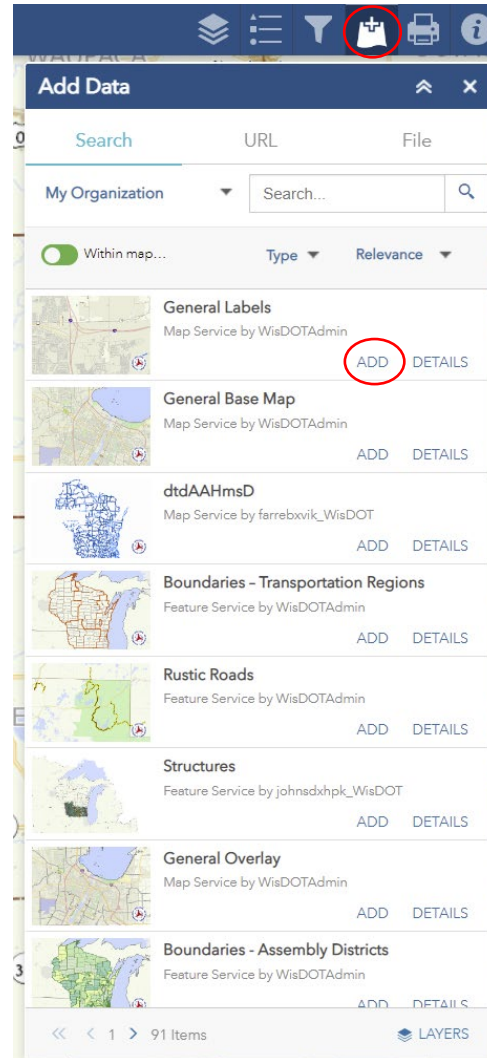 Add Data
Search URL File
My Organization Search...
Within map... Type Relevance
General Labels
Map Service by WisDOTAdmin
ADD DETAILS
General Base Map
Map Service by WisDOTAdmin
ADD DETAILS
dtdAAHmsD
Map Service by farrebxvik_WisDOT
ADD DETAILS
Boundaries - Transportation Regions
Feature Service by WisDOTAdmin
ADD DETAILS
Rustic Roads
Feature Service by WisDOTAdmin
ADD DETAILS
Structures
Feature Service by johnsdxhpk_WisDOT
ADD DETAILS
General Overlay
Map Service by WisDOTAdmin
ADD DETAILS
Boundaries - Assembly Districts
Feature Service by WisDOTAdmin
ADD DETAILS
1 91 Items LAYERS